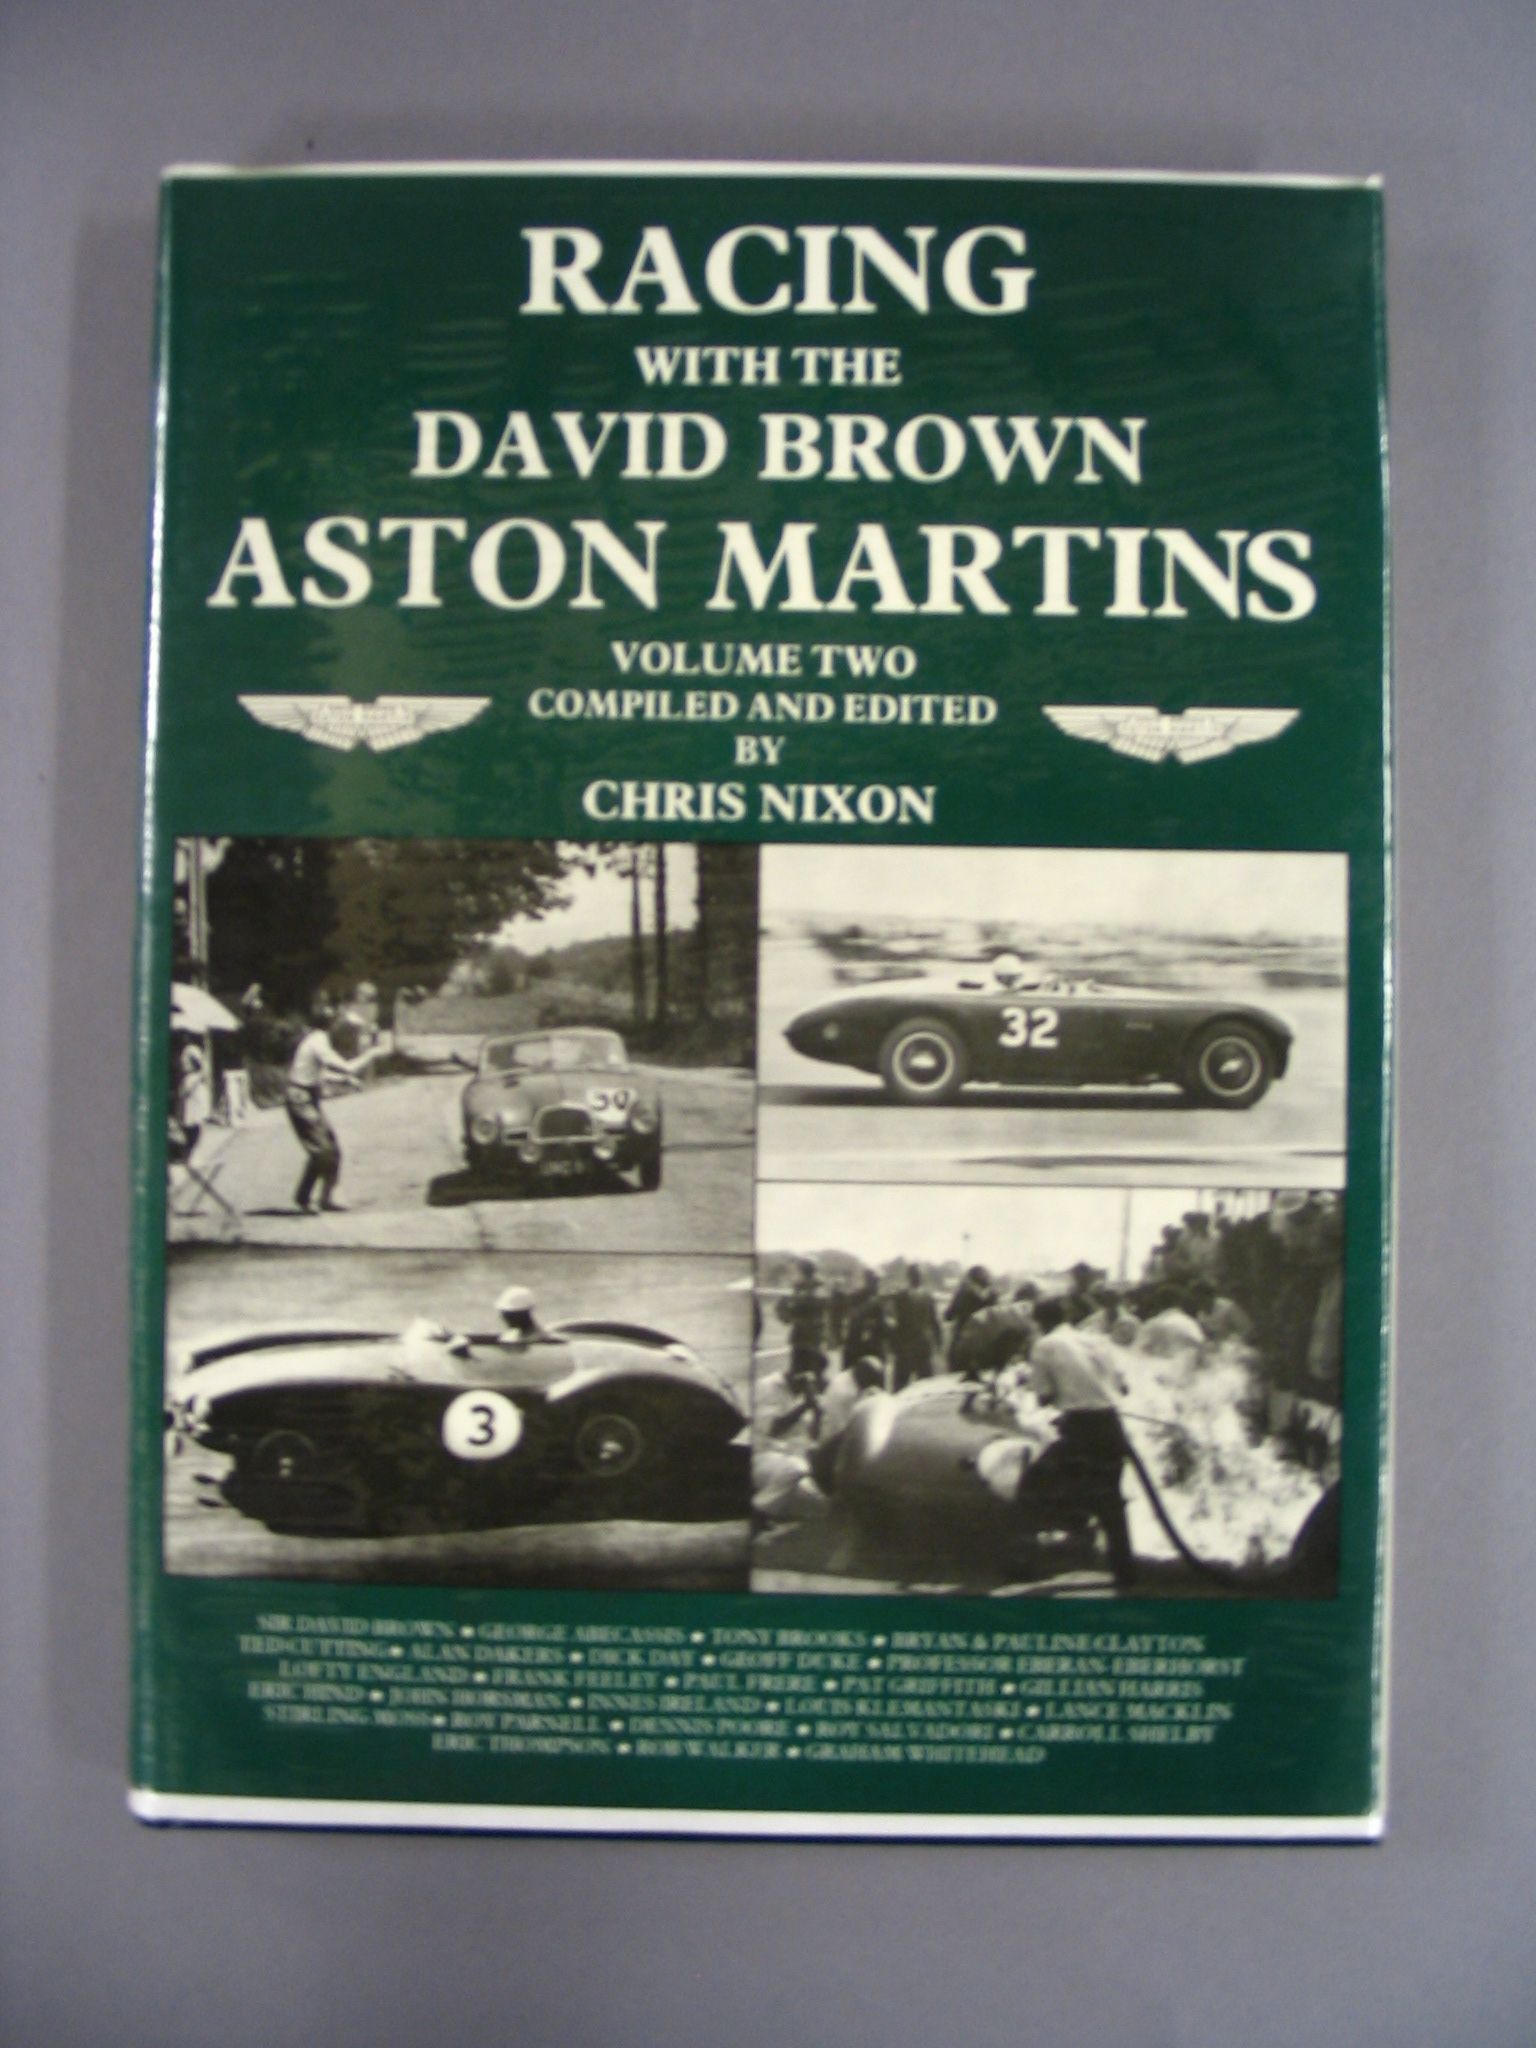 RACING
WITH THE
DAVID BROWN
ASTON MARTINS
VOLUME TWO
COMPILED AND EDITED
BY
CHRIS NIXON
32
3
SIR DAVID BROWN • GEORGE ABECASSIS • TONY BROOKS • BRYAN & PAULINE CLAYTON
TED CUTTING • ALAN DAKERS • DICK DAY • GEOFF DUKE • PROFESSOR EBERAN-EBERHORST
LOFTY ENGLAND • FRANK FEELEY • PAUL FRERE • PAT GRIFFITH • GILLIAN HARRIS
ERIC HIND • JOHN HORSMAN • INNES IRELAND • LOUIS KLEMANTASKI • LANCE MACKLIN
STIRLING MOSS • ROY PARNELL • DENNIS POORE • ROY SALVADORI • CARROLL SHELBY
ERIC THOMPSON • ROB WALKER • GRAHAM WHITEHEAD